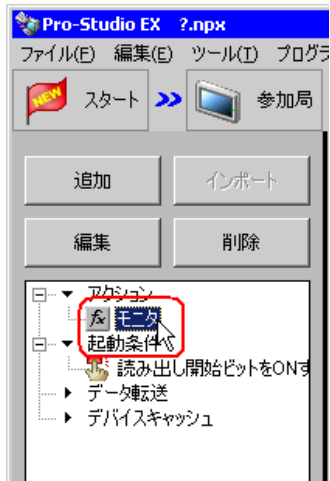 Pro-Studio EX ?.npx
ファイル(F) 編集(E) ツール(T) プログラ
NEW スタート 参加局
追加 インポート
編集 削除
アクション
fx モニタ
起動条件
読み出し開始ビットをONす
データ転送
デバイスキャッシュ